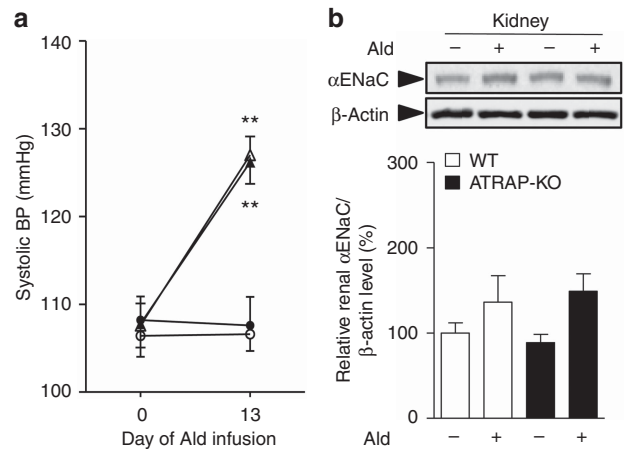 a
Systolic BP (mmHg)
140
130
120
110
100
**
**
0
13
Day of Ald infusion
b
Kidney
Ald
–
+
–
+
αENaC
β-Actin
Relative renal αENaC/
β-actin level (%)
300
200
150
100
0
WT
ATRAP-KO
Ald
–
+
–
+